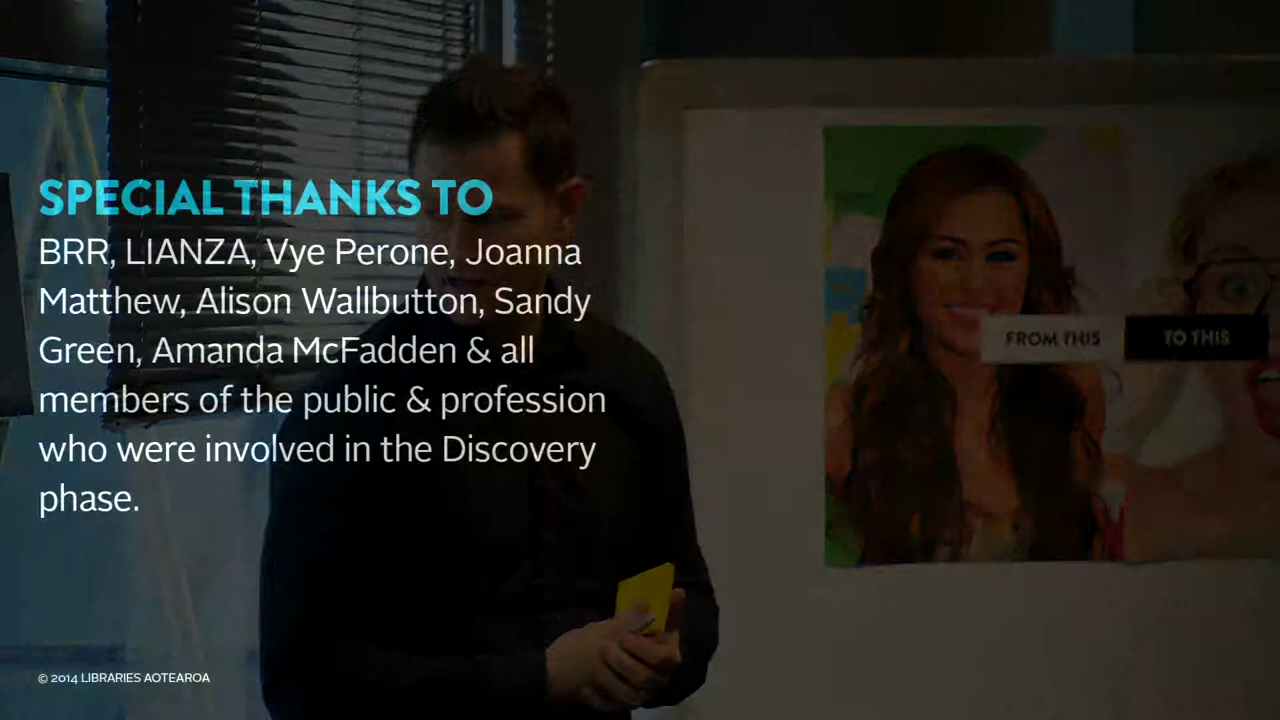 SPECIAL THANKS TO
BRR, LIANZA, Vye Perone, Joanna
Matthew, Alison Wallbutton, Sandy
Green, Amanda McFadden & all
members of the public & profession
who were involved in the Discovery
phase.
FROM THIS
TO THIS
© 2014 LIBRARIES AOTEAROA